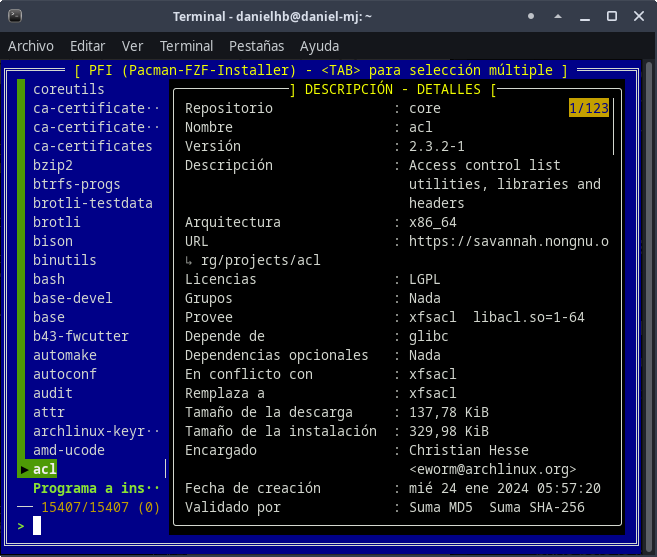 Terminal - danielhb@daniel-mj: ~
Archivo Editar Ver Terminal Pestañas Ayuda
[ PFI (Pacman-FZF-Installer) - <TAB> para selección múltiple ]
coreutils
ca-certificate··
ca-certificate··
ca-certificates
bzip2
btrfs-progs
brotli-testdata
brotli
bison
binutils
bash
base-devel
base
b43-fwcutter
automake
autoconf
audit
attr
archlinux-keyr··
amd-ucode
▶ acl
Programa a ins··
15407/15407 (0)
>
] DESCRIPCIÓN - DETALLES [
1/123
Repositorio : core
Nombre : acl
Versión : 2.3.2-1
Descripción : Access control list
utilities, libraries and
headers
Arquitectura : x86_64
URL : https://savannah.nongnu.o
↳ rg/projects/acl
Licencias : LGPL
Grupos : Nada
Provee : xfsacl libacl.so=1-64
Depende de : glibc
Dependencias opcionales : Nada
En conflicto con : xfsacl
Remplaza a : xfsacl
Tamaño de la descarga : 137,78 KiB
Tamaño de la instalación : 329,98 KiB
Encargado : Christian Hesse
<eworm@archlinux.org>
Fecha de creación : mié 24 ene 2024 05:57:20
Validado por : Suma MD5 Suma SHA-256